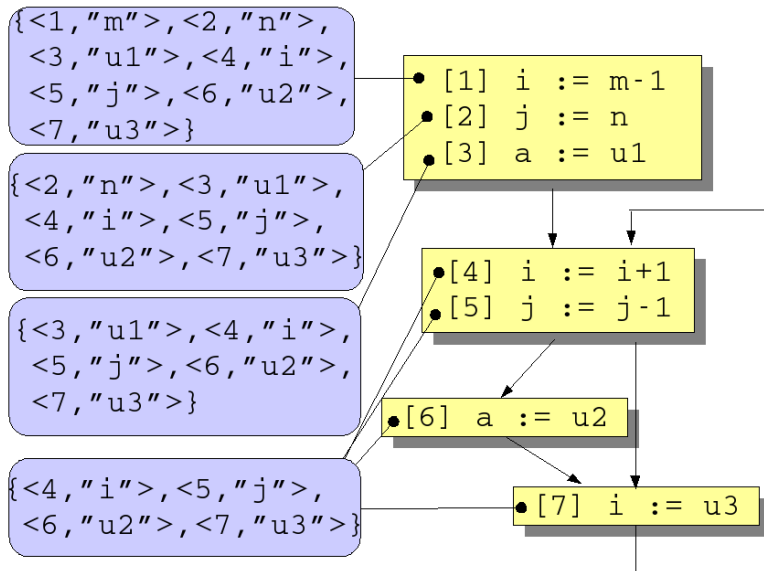 {<1,"m">,<2,"n">,
<3,"u1">,<4,"i">,
<5,"j">,<6,"u2">,
<7,"u3">}
{<2,"n">,<3,"u1">,
<4,"i">,<5,"j">,
<6,"u2">,<7,"u3">}
{<3,"u1">,<4,"i">,
<5,"j">,<6,"u2">,
<7,"u3">}
{<4,"i">,<5,"j">,
<6,"u2">,<7,"u3">}
[1] i := m-1
[2] j := n
[3] a := u1
[4] i := i+1
[5] j := j-1
[6] a := u2
[7] i := u3